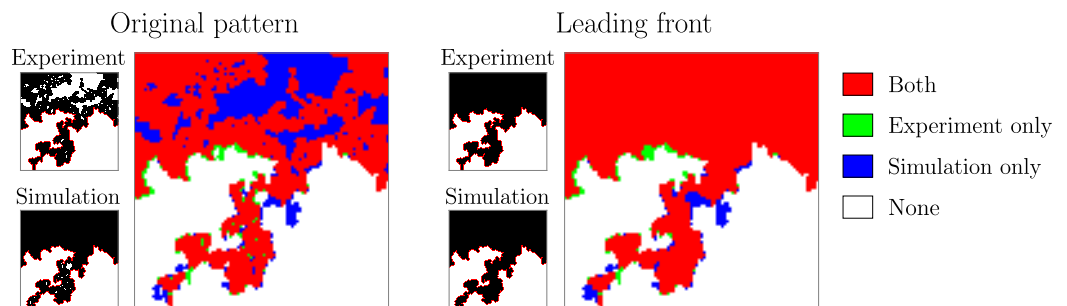 Original pattern
Leading front
Experiment
Simulation
Experiment
Simulation
Both
Experiment only
Simulation only
None